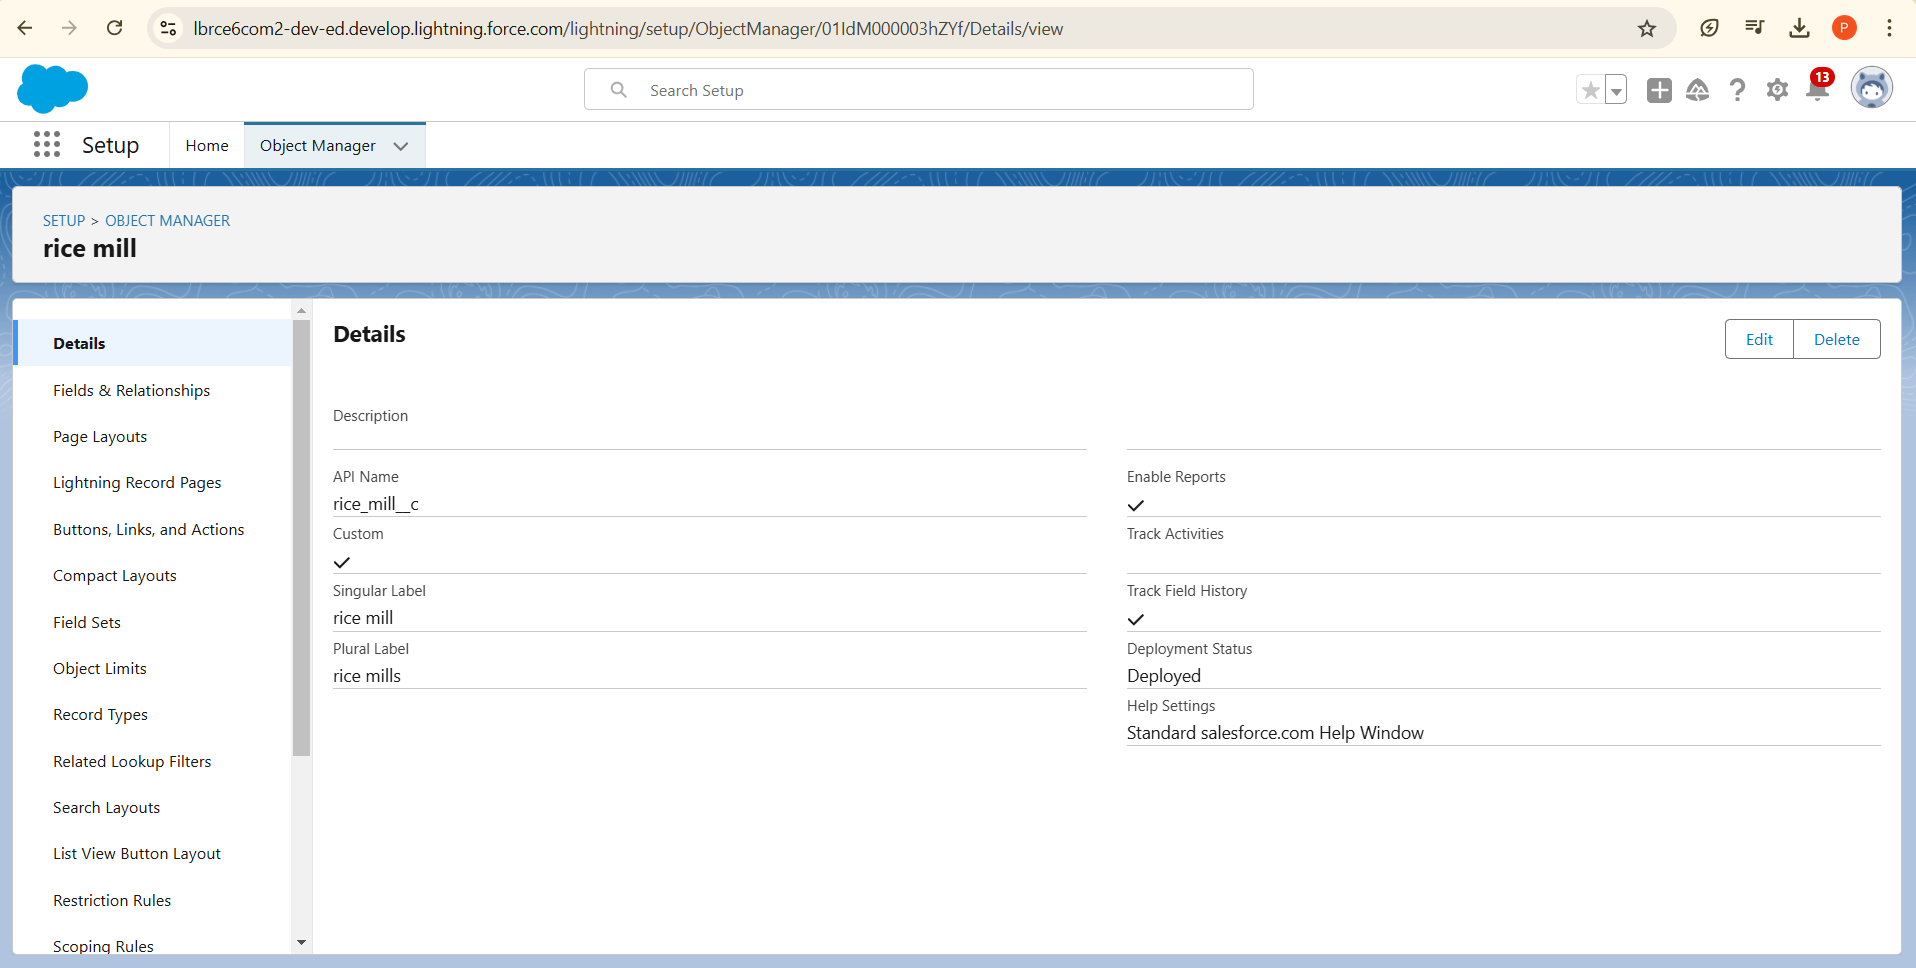 lbrce6com2-dev-ed.develop.lightning.force.com/lightning/setup/ObjectManager/01IdM000003hZYf/Details/view
P
Search Setup
13
Setup
Home
Object Manager
SETUP > OBJECT MANAGER
rice mill
Details
Fields & Relationships
Page Layouts
Lightning Record Pages
Buttons, Links, and Actions
Compact Layouts
Field Sets
Object Limits
Record Types
Related Lookup Filters
Search Layouts
List View Button Layout
Restriction Rules
Scoping Rules
Details
Edit
Delete
Description
API Name
rice_mill__c
Custom
Singular Label
rice mill
Plural Label
rice mills
Enable Reports
Track Activities
Track Field History
Deployment Status
Deployed
Help Settings
Standard salesforce.com Help Window